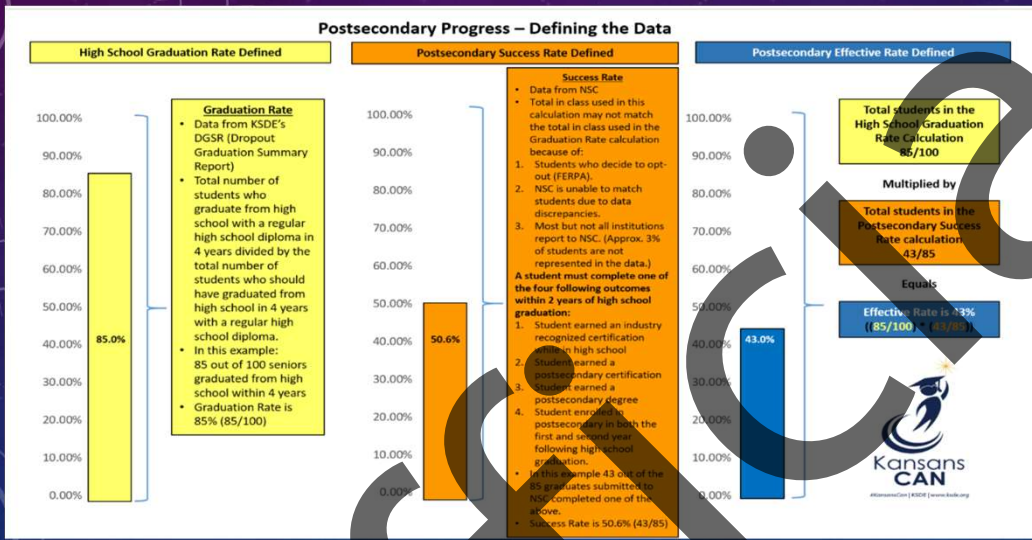 Postsecondary Progress – Defining the Data
High School Graduation Rate Defined
100.00%
90.00%
80.00%
70.00%
60.00%
50.00%
40.00%
30.00%
20.00%
10.00%
0.00%
85.0%
Graduation Rate
• Data from KSDE's
DGSR (Dropout
Graduation Summary
Report)
• Total number of
students who
graduate from high
school with a regular
high school diploma in
4 years divided by the
total number of
students who should
have graduated from
high school in 4 years
with a regular high
school diploma.
• In this example:
85 out of 100 seniors
graduated from high
school within 4 years
• Graduation Rate is
85% (85/100)
Postsecondary Success Rate Defined
100.00%
90.00%
80.00%
70.00%
60.00%
50.00%
40.00%
30.00%
20.00%
10.00%
0.00%
50.6%
Success Rate
• Data from NSC
• Total in class used in this
calculation may not match
the total in class used in the
Graduation Rate calculation
because of:
1. Students who decide to opt-
out (FERPA).
2. NSC is unable to match
students due to data
discrepancies.
3. Most but not all institutions
report to NSC. (Approx. 3%
of students are not
represented in the data.)
A student must complete one of
the four following outcomes
within 2 years of high school
graduation:
1. Student earned an industry
recognized certification
while in high school
2. Student earned a
postsecondary certification
3. Student earned a
postsecondary degree
4. Student enrolled in
postsecondary in both the
first and second year
following high school
graduation.
• In this example 43 out of the
85 graduates submitted to
NSC completed one of the
above.
• Success Rate is 50.6% (43/85)
Postsecondary Effective Rate Defined
100.00%
90.00%
80.00%
70.00%
60.00%
50.00%
40.00%
30.00%
20.00%
10.00%
0.00%
43.0%
Total students in the
High School Graduation
Rate Calculation
85/100
Multiplied by
Total students in the
Postsecondary Success
Rate calculation
43/85
Equals
Effective Rate is 43%
((85/100) * (43/85))
Kansans
CAN
#KansansCan | KSDE | www.ksde.org